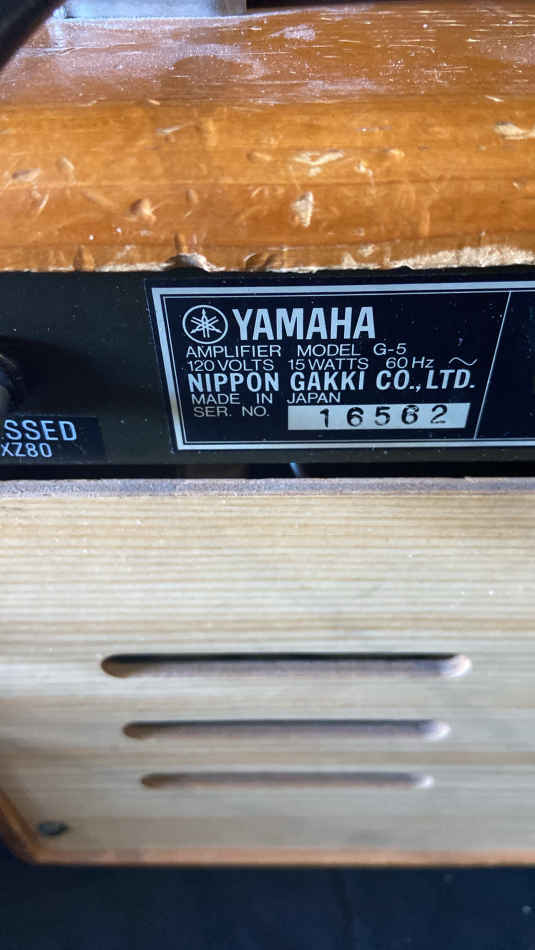 YAMAHA
AMPLIFIER MODEL G-5
120 VOLTS 15 WATTS 60 Hz ~
NIPPON GAKKI CO., LTD.
MADE IN JAPAN
SER. NO. 16562
SSED
XZ80